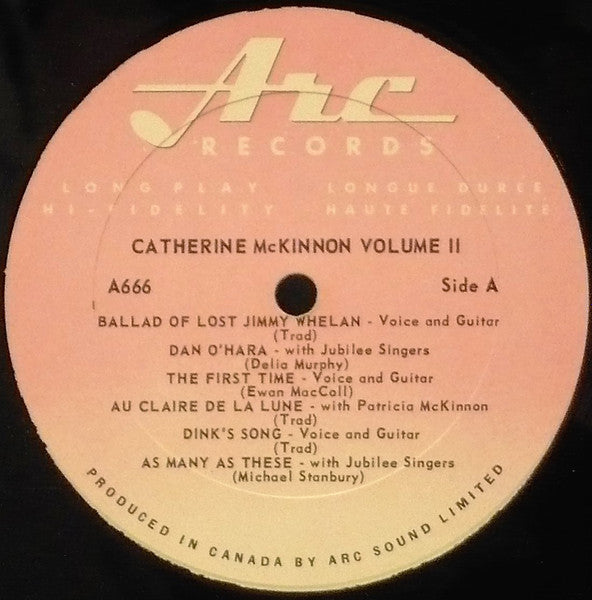 Arc
RECORDS
LONG PLAY LONGUE DUREE
HI-FIDELITY HAUTE FIDELITE
CATHERINE McKINNON VOLUME II
A666 Side A
BALLAD OF LOST JIMMY WHELAN - Voice and Guitar
(Trad)
DAN O'HARA - with Jubilee Singers
(Delia Murphy)
THE FIRST TIME - Voice and Guitar
(Ewan MacColl)
AU CLAIRE DE LA LUNE - with Patricia McKinnon
(Trad)
DINK'S SONG - Voice and Guitar
(Trad)
AS MANY AS THESE - with Jubilee Singers
(Michael Stanbury)
PRODUCED IN CANADA BY ARC SOUND LIMITED